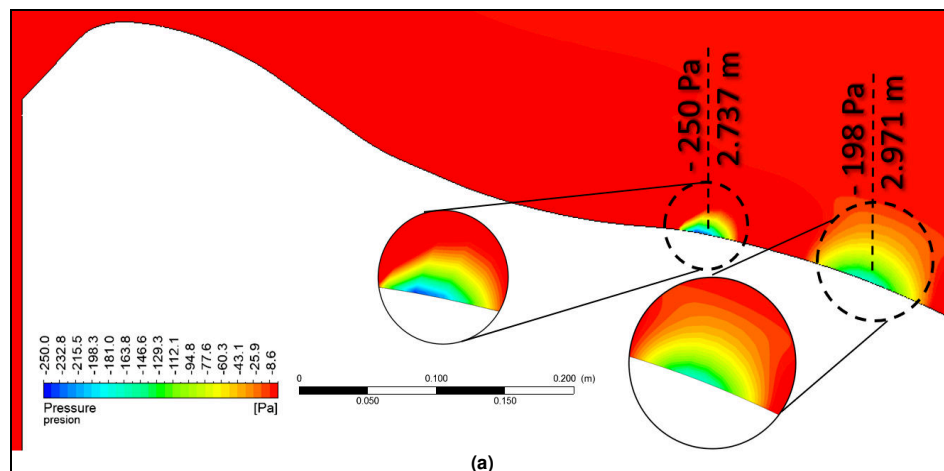 - 250 Pa
2.737 m
- 198 Pa
2.971 m
-250.0
-232.8
-215.5
-198.3
-181.0
-163.8
-146.6
-129.3
-112.1
-94.8
-77.6
-60.3
-43.1
-25.9
-8.6
Pressure
presion
[Pa]
0
0.100
0.200 (m)
0.050
0.150
(a)